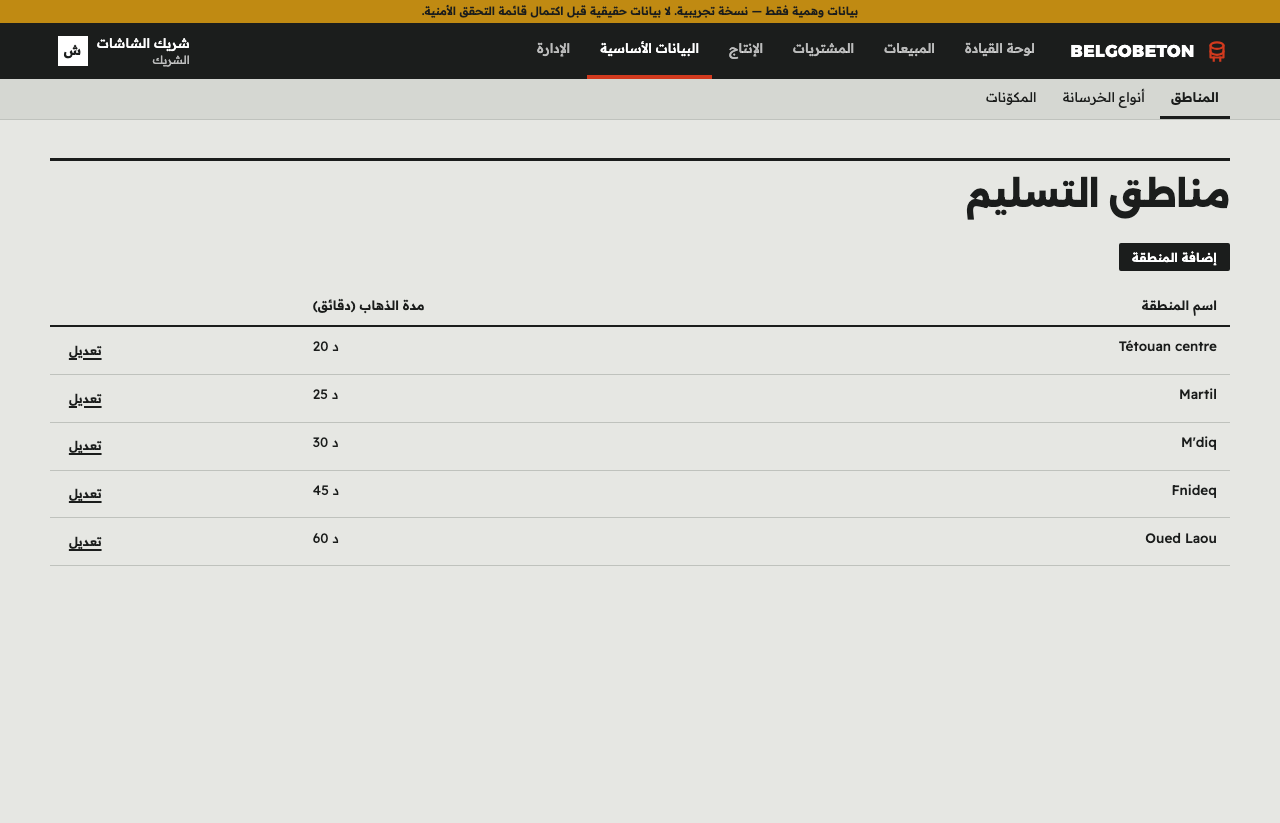 بيانات وهمية فقط — نسخة تجريبية. لا بيانات حقيقية قبل اكتمال قائمة التحقق الأمنية.
BELGOBETON لوحة القيادة المبيعات المشتريات الإنتاج البيانات الأساسية الإدارة شريك الشاشات ش
الشريك
المناطق أنواع الخرسانة المكوّنات
مناطق التسليم
إضافة المنطقة
اسم المنطقة مدة الذهاب (دقائق)
Tétouan centre 20 د تعديل
Martil 25 د تعديل
M'diq 30 د تعديل
Fnideq 45 د تعديل
Oued Laou 60 د تعديل